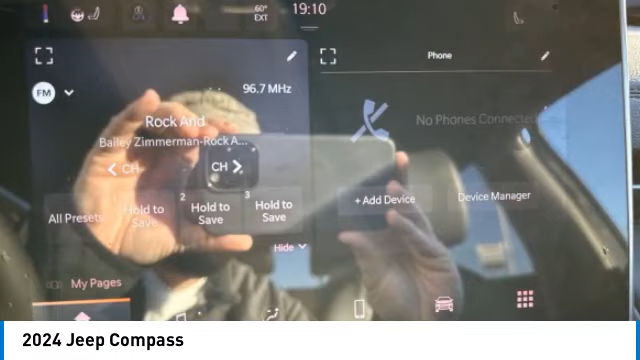 60°
EXT
19:10
Phone
FM
96.7 MHz
Rock And
Bailey Zimmerman-Rock A...
No Phones Connected
CH
CH
2
3
All Presets
Hold to
Save
Hold to
Save
Hold to
Save
+ Add Device
Device Manager
Hide
My Pages
2024 Jeep Compass